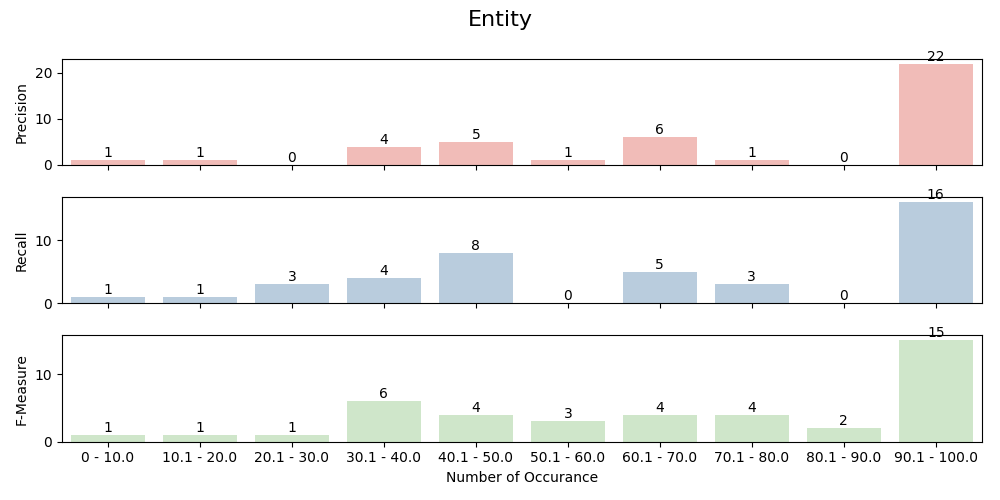 Entity
Precision
20
10
0
1 1 0 4 5 1 6 1 0 22
Recall
10
0
1 1 3 4 8 0 5 3 0 16
F-Measure
10
0
1 1 1 6 4 3 4 4 2 15
0 - 10.0 10.1 - 20.0 20.1 - 30.0 30.1 - 40.0 40.1 - 50.0 50.1 - 60.0 60.1 - 70.0 70.1 - 80.0 80.1 - 90.0 90.1 - 100.0
Number of Occurance